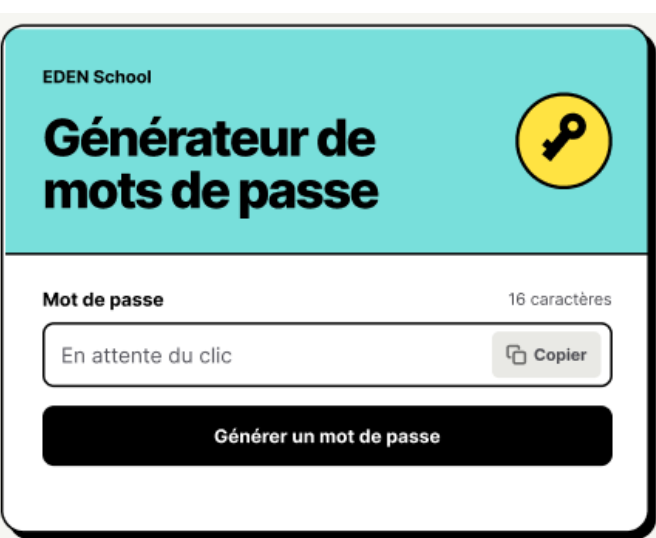 EDEN School
Générateur de
mots de passe
Mot de passe
16 caractères
En attente du clic
Copier
Générer un mot de passe